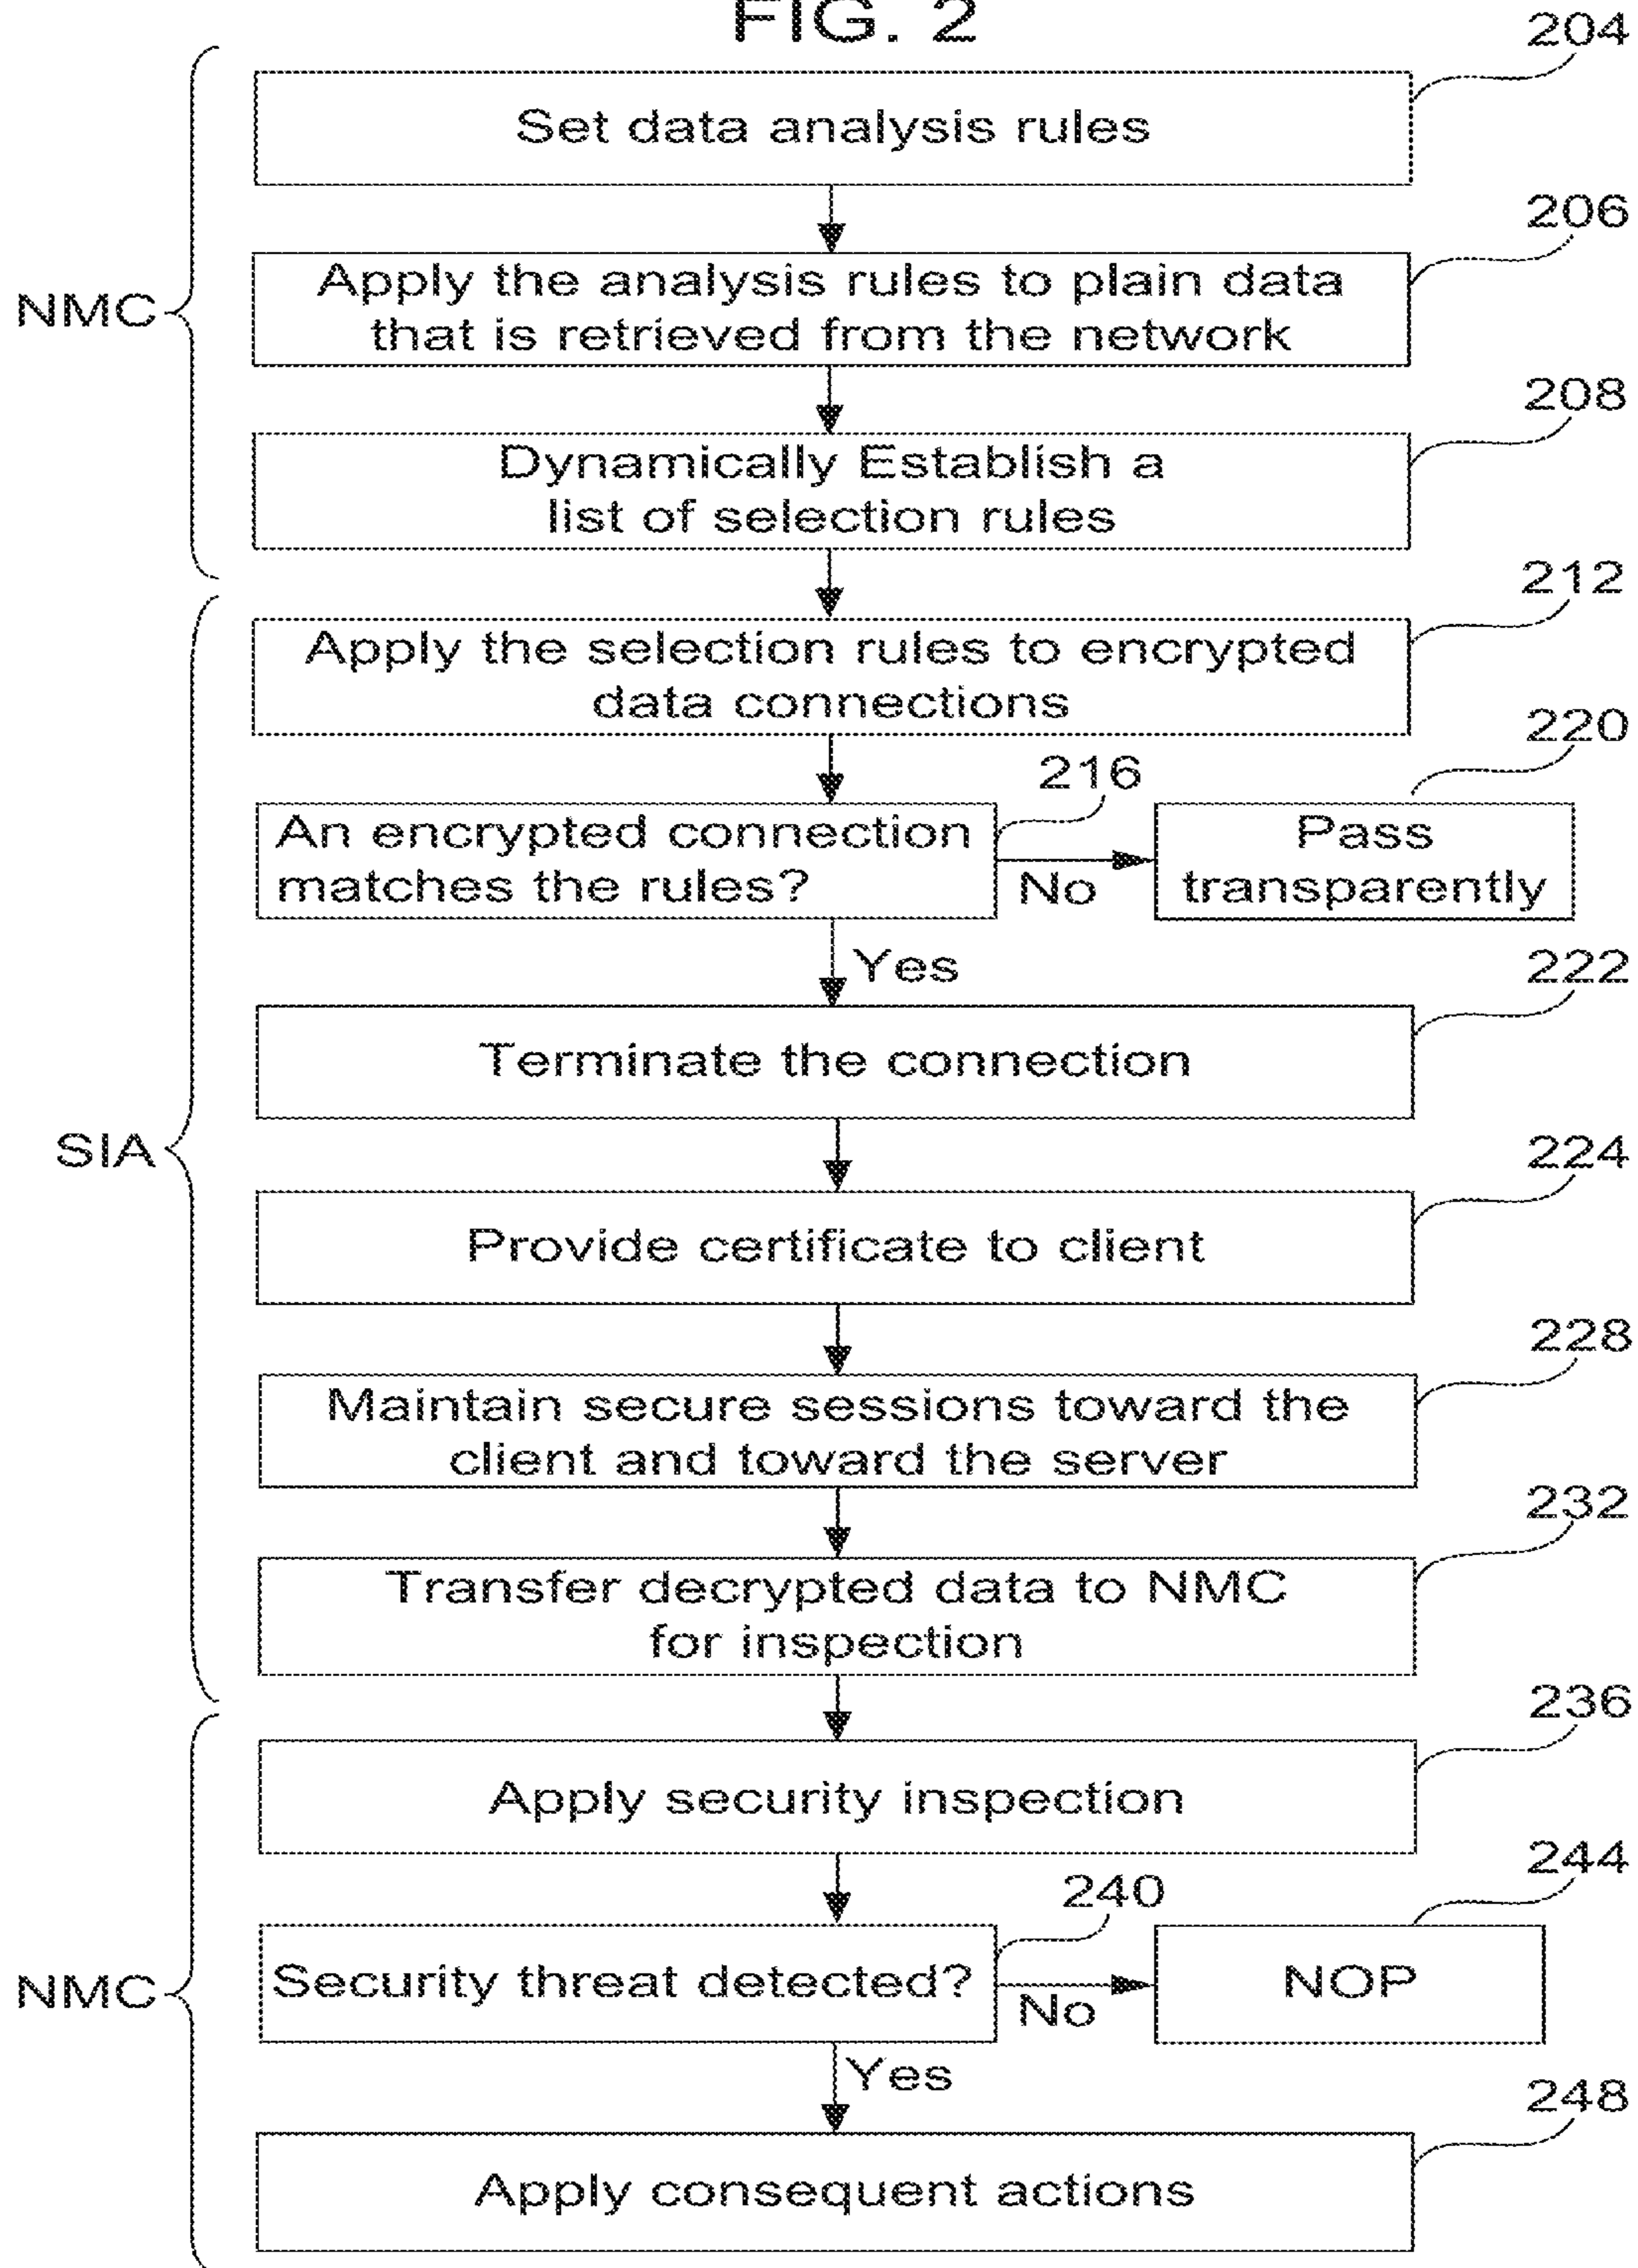 FIG. 2
204
Set data analysis rules
206
Apply the analysis rules to plain data
that is retrieved from the network
NMC
208
Dynamically Establish a
list of selection rules
212
Apply the selection rules to encrypted
data connections
220
216
An encrypted connection
matches the rules?
No
Pass
transparently
Yes
222
Terminate the connection
SIA
224
Provide certificate to client
228
Maintain secure sessions toward the
client and toward the server
232
Transfer decrypted data to NMC
for inspection
236
Apply security inspection
244
240
NMC
Security threat detected?
No
NOP
Yes
248
Apply consequent actions